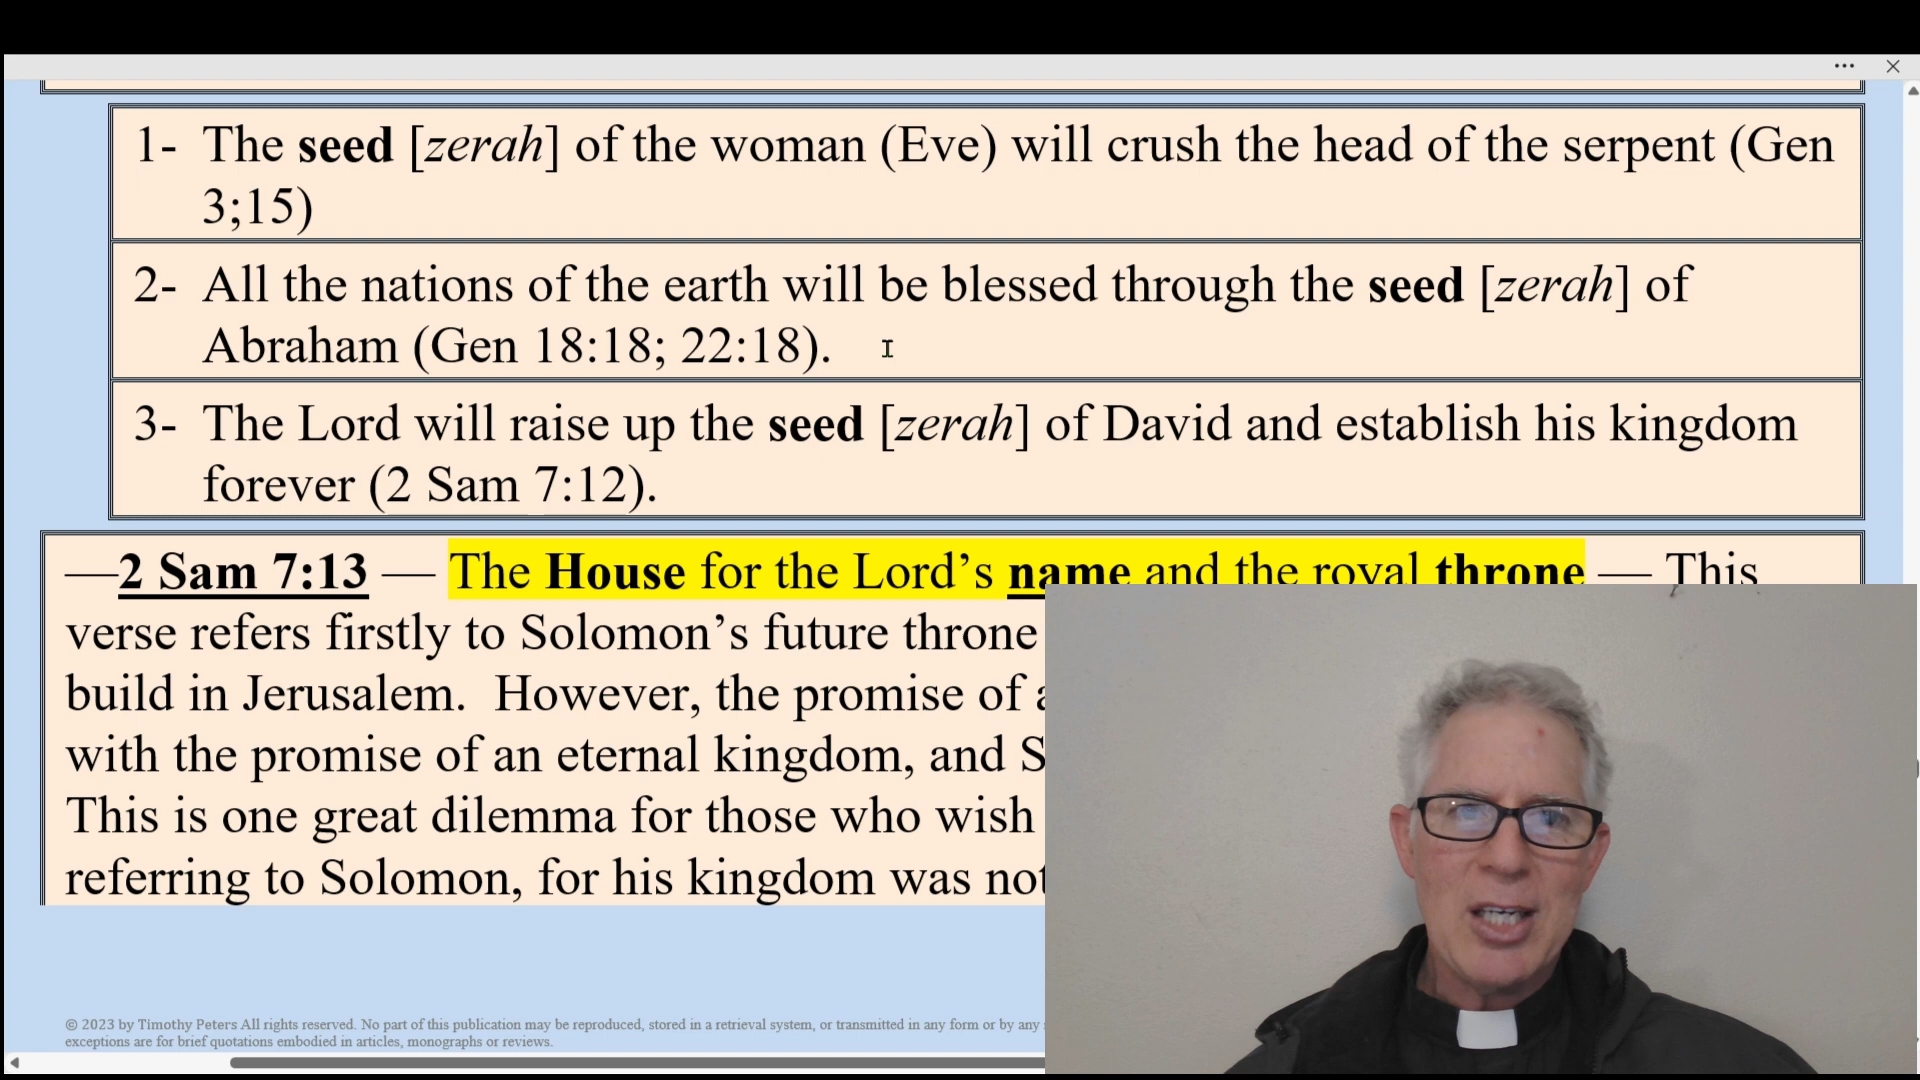 1- The seed [zerah] of the woman (Eve) will crush the head of the serpent (Gen
3;15)
2- All the nations of the earth will be blessed through the seed [zerah] of
Abraham (Gen 18:18; 22:18).
3- The Lord will raise up the seed [zerah] of David and establish his kingdom
forever (2 Sam 7:12).
—2 Sam 7:13 — The House for the Lord’s name and the royal throne — This
verse refers firstly to Solomon’s future throne
build in Jerusalem. However, the promise of
with the promise of an eternal kingdom, and
This is one great dilemma for those who wish
referring to Solomon, for his kingdom was not
© 2023 by Timothy Peters All rights reserved. No part of this publication may be reproduced, stored in a retrieval system, or transmitted in any form or by any
exceptions are for brief quotations embodied in articles, monographs or reviews.